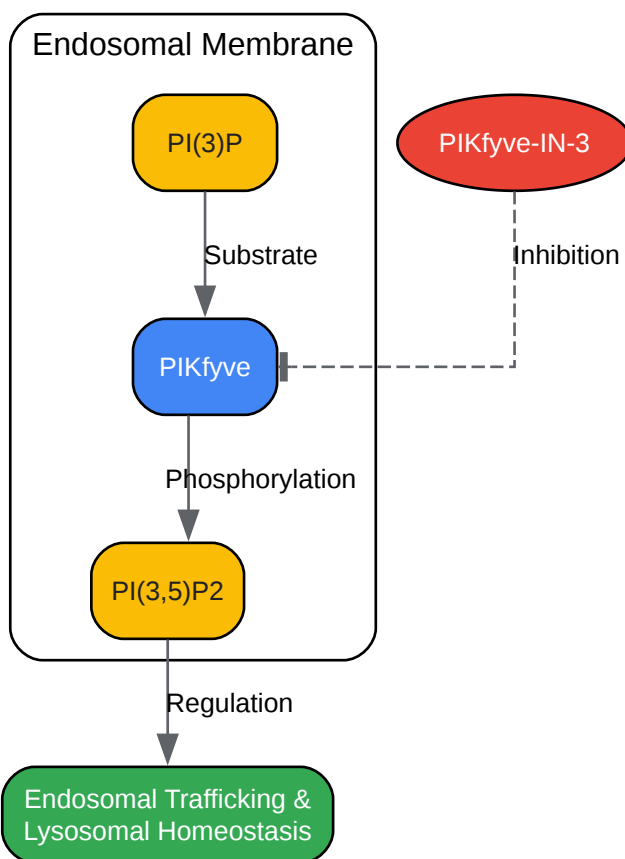 Endosomal Membrane
PI(3)P
PIKfyve-IN-3
Substrate
Inhibition
PIKfyve
Phosphorylation
PI(3,5)P2
Regulation
Endosomal Trafficking &
Lysosomal Homeostasis